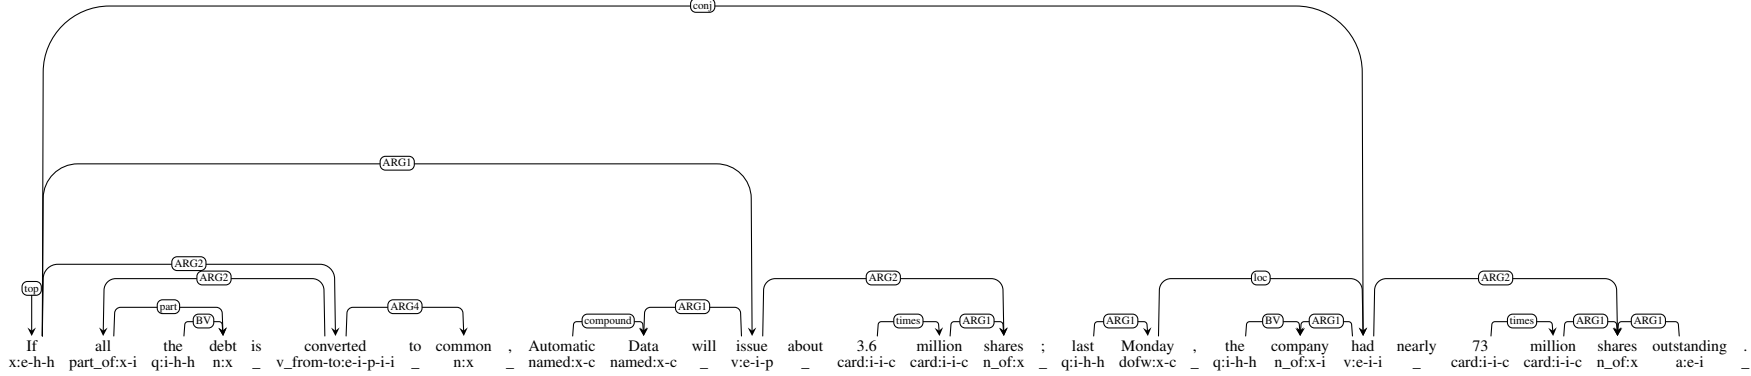 conj
ARG1
ARG2
ARG2
top
ARG2
loc
ARG2
part
ARG4
ARG1
BV
compound
times
ARG1
ARG1
BV
ARG1
times
ARG1
ARG1
If all the debt is converted to common , Automatic Data will issue about 3.6 million shares ; last Monday , the company had nearly 73 million shares outstanding .
x:e-h-h part_of:x-i q:i-h-h n:x _ v_from-to:e-i-p-i-i _ n:x _ named:x-c named:x-c _ v:e-i-p _ card:i-i-c card:i-i-c n_of:x _ q:i-h-h dofw:x-c _ q:i-h-h n_of:x-i v:e-i-i _ card:i-i-c card:i-i-c n_of:x a:e-i _